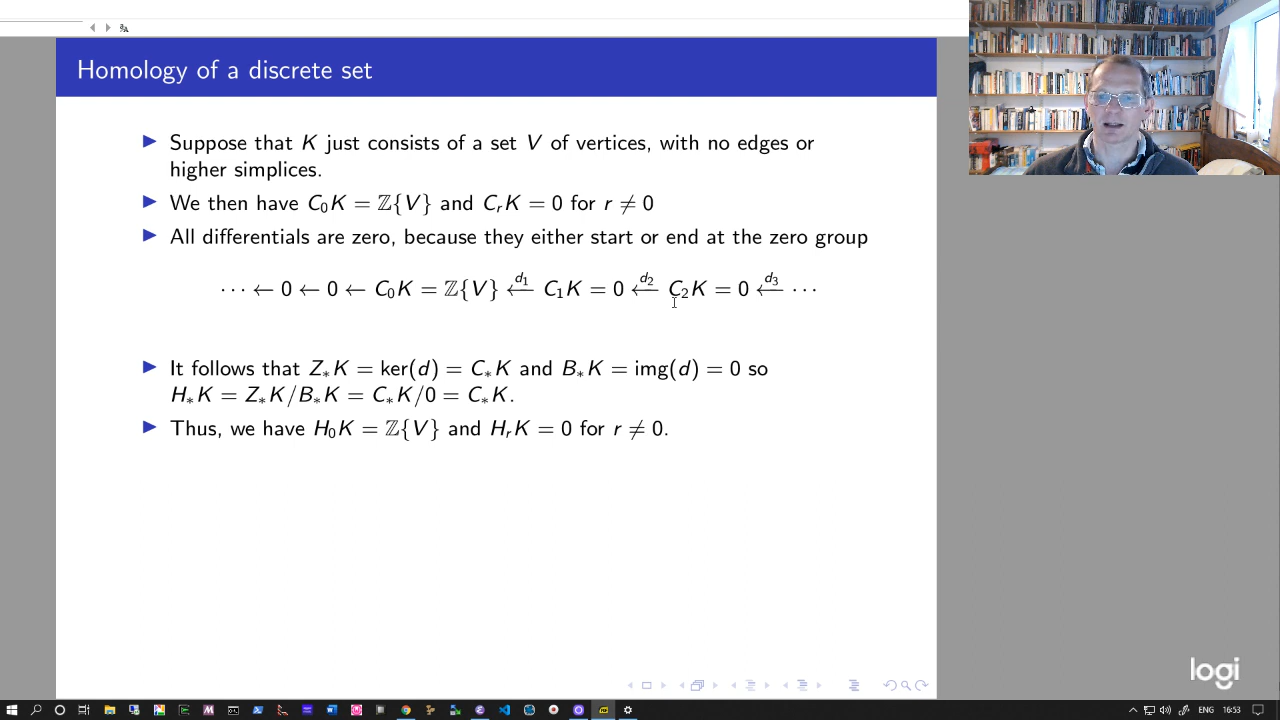 Homology of a discrete set
▶ Suppose that K just consists of a set V of vertices, with no edges or
higher simplices.
▶ We then have C₀K = ℤ{V} and CᵣK = 0 for r ≠ 0
▶ All differentials are zero, because they either start or end at the zero group
⋯ ← 0 ← 0 ← C₀K = ℤ{V} ←d₁ C₁K = 0 ←d₂ C₂K = 0 ←d₃ ⋯
▶ It follows that Z∗K = ker(d) = C∗K and B∗K = img(d) = 0 so
H∗K = Z∗K/B∗K = C∗K/0 = C∗K.
▶ Thus, we have H₀K = ℤ{V} and HᵣK = 0 for r ≠ 0.
logi
ENG 16:53